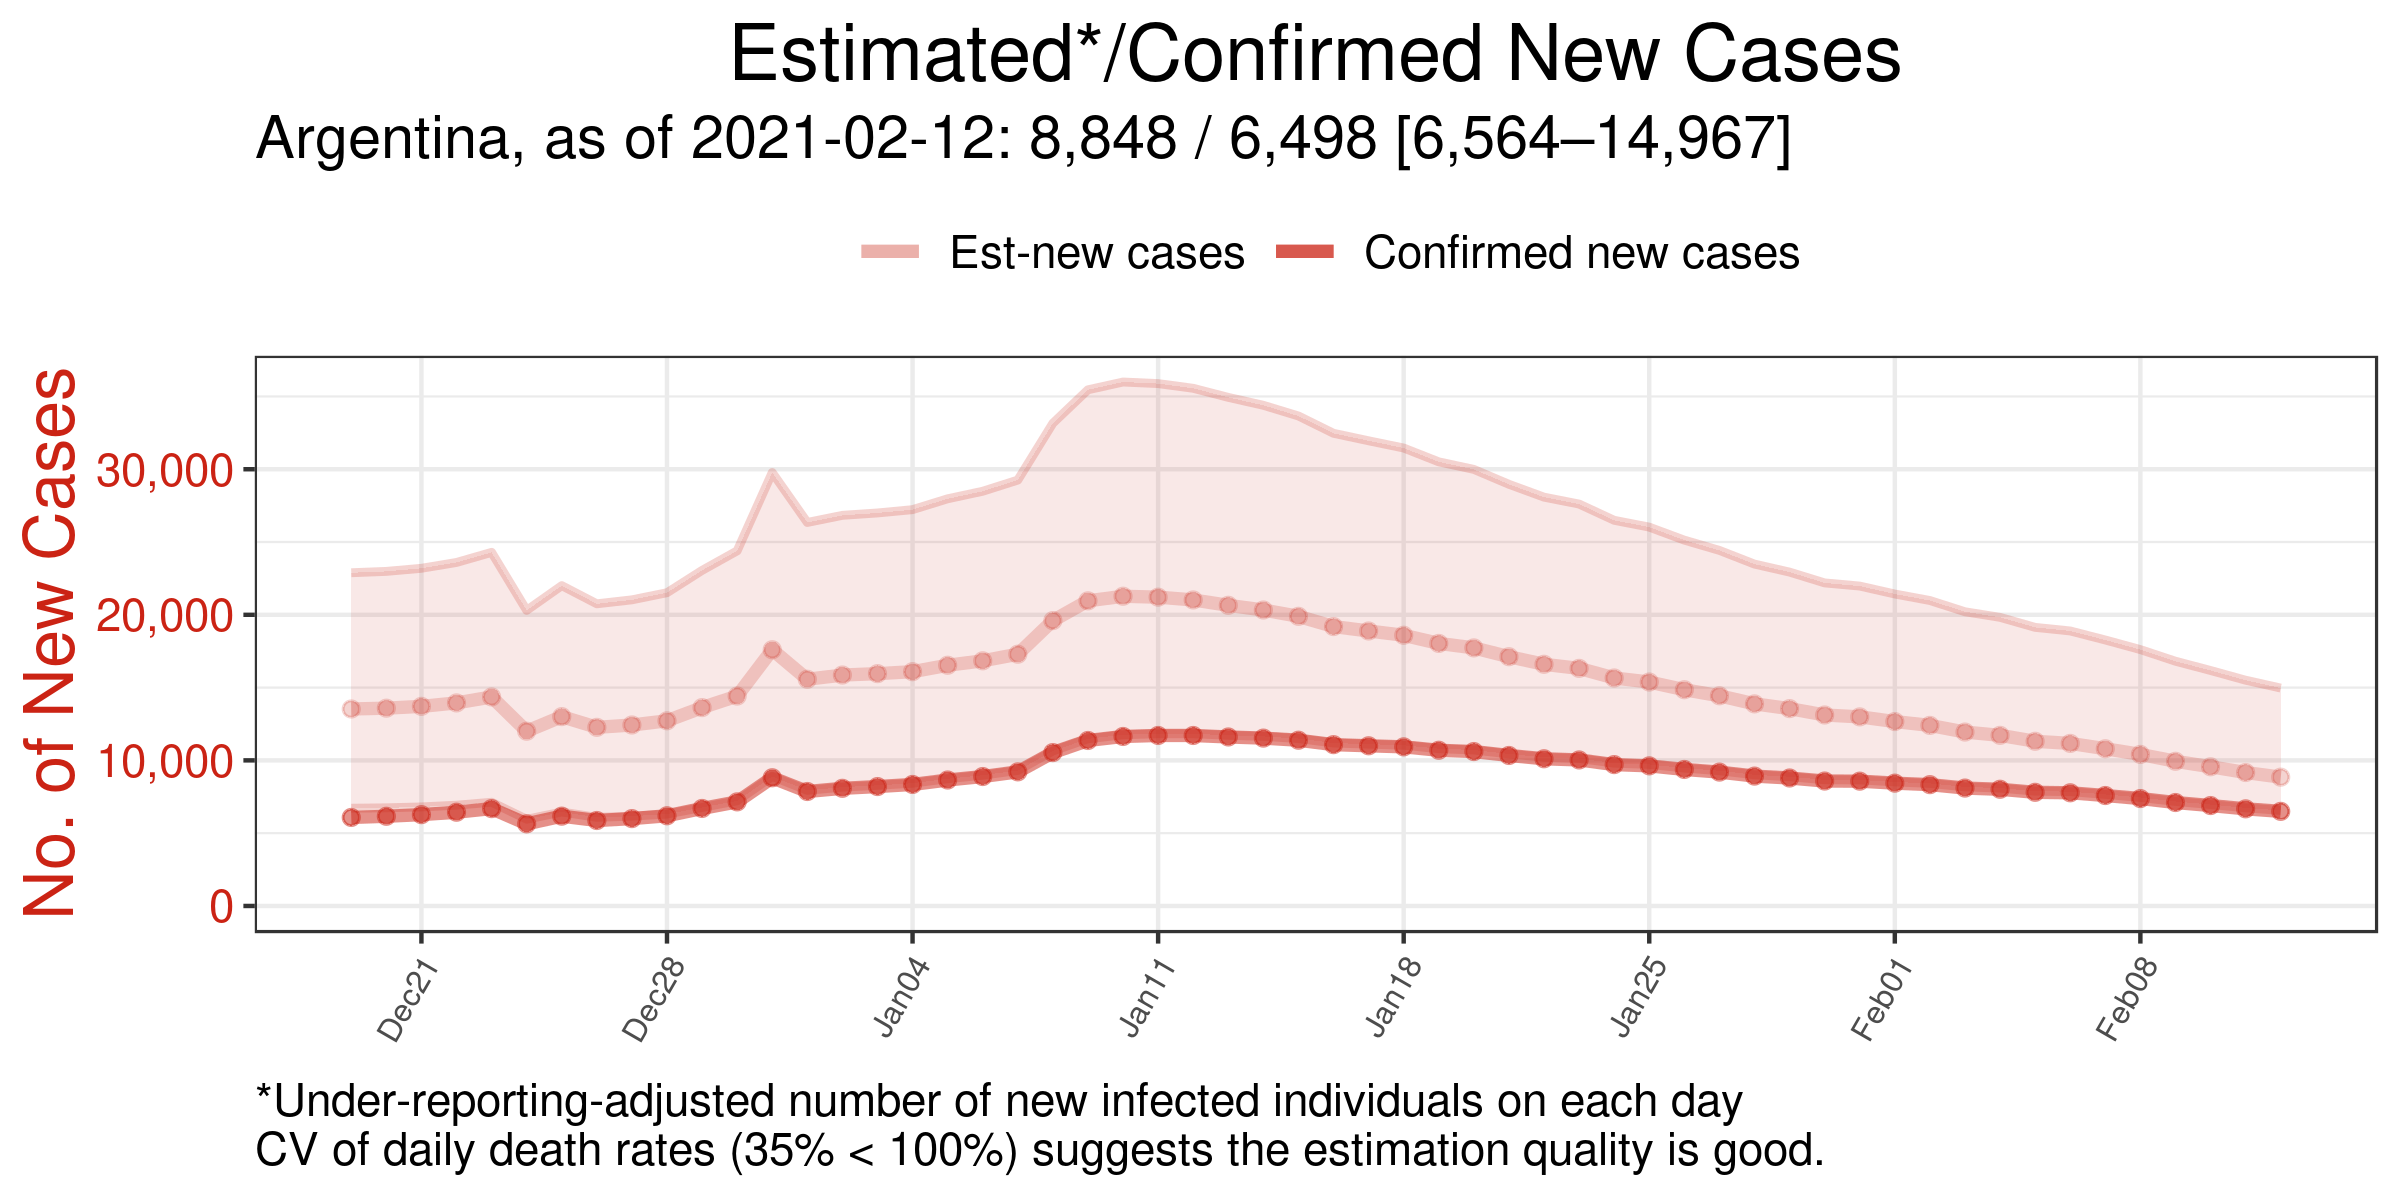 Estimated*/Confirmed New Cases
Argentina, as of 2021-02-12: 8,848 / 6,498 [6,564–14,967]
Est-new cases Confirmed new cases
No. of New Cases
30,000
20,000
10,000
0
Dec21 Dec28 Jan04 Jan11 Jan18 Jan25 Feb01 Feb08
*Under-reporting-adjusted number of new infected individuals on each day
CV of daily death rates (35% < 100%) suggests the estimation quality is good.